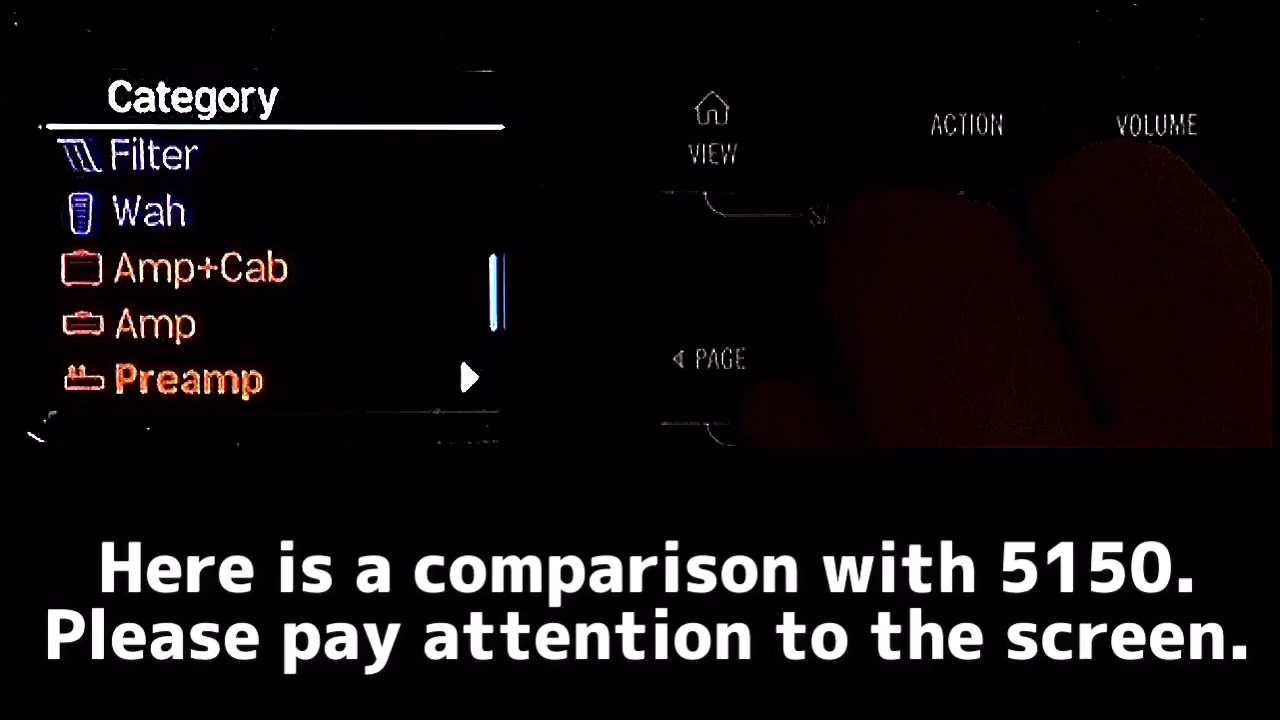 Category
Filter
Wah
Amp+Cab
Amp
Preamp
VIEW
ACTION
VOLUME
PAGE
Here is a comparison with 5150.
Please pay attention to the screen.